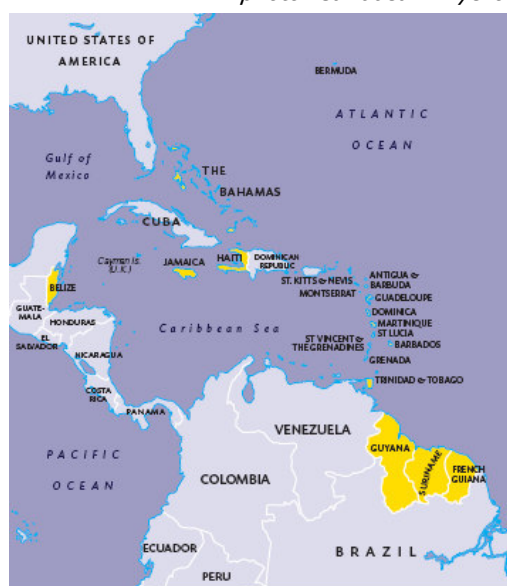 UNITED STATES OF
AMERICA
BERMUDA
ATLANTIC
OCEAN
Gulf of
Mexico
THE
BAHAMAS
CUBA
Cayman Is.
(U.K.)
JAMAICA
HAITI
DOMINICAN
REPUBLIC
ST. KITTS & NEVIS
MONTSERRAT
ANTIGUA &
BARBUDA
GUADELOUPE
DOMINICA
MARTINIQUE
ST LUCIA
BARBADOS
ST VINCENT &
THE GRENADINES
GRENADA
TRINIDAD & TOBAGO
BELIZE
GUATE-
MALA
HONDURAS
EL
SALVADOR
NICARAGUA
COSTA
RICA
PANAMA
Caribbean Sea
PACIFIC
OCEAN
VENEZUELA
GUYANA
SURINAME
FRENCH
GUIANA
COLOMBIA
ECUADOR
PERU
BRAZIL